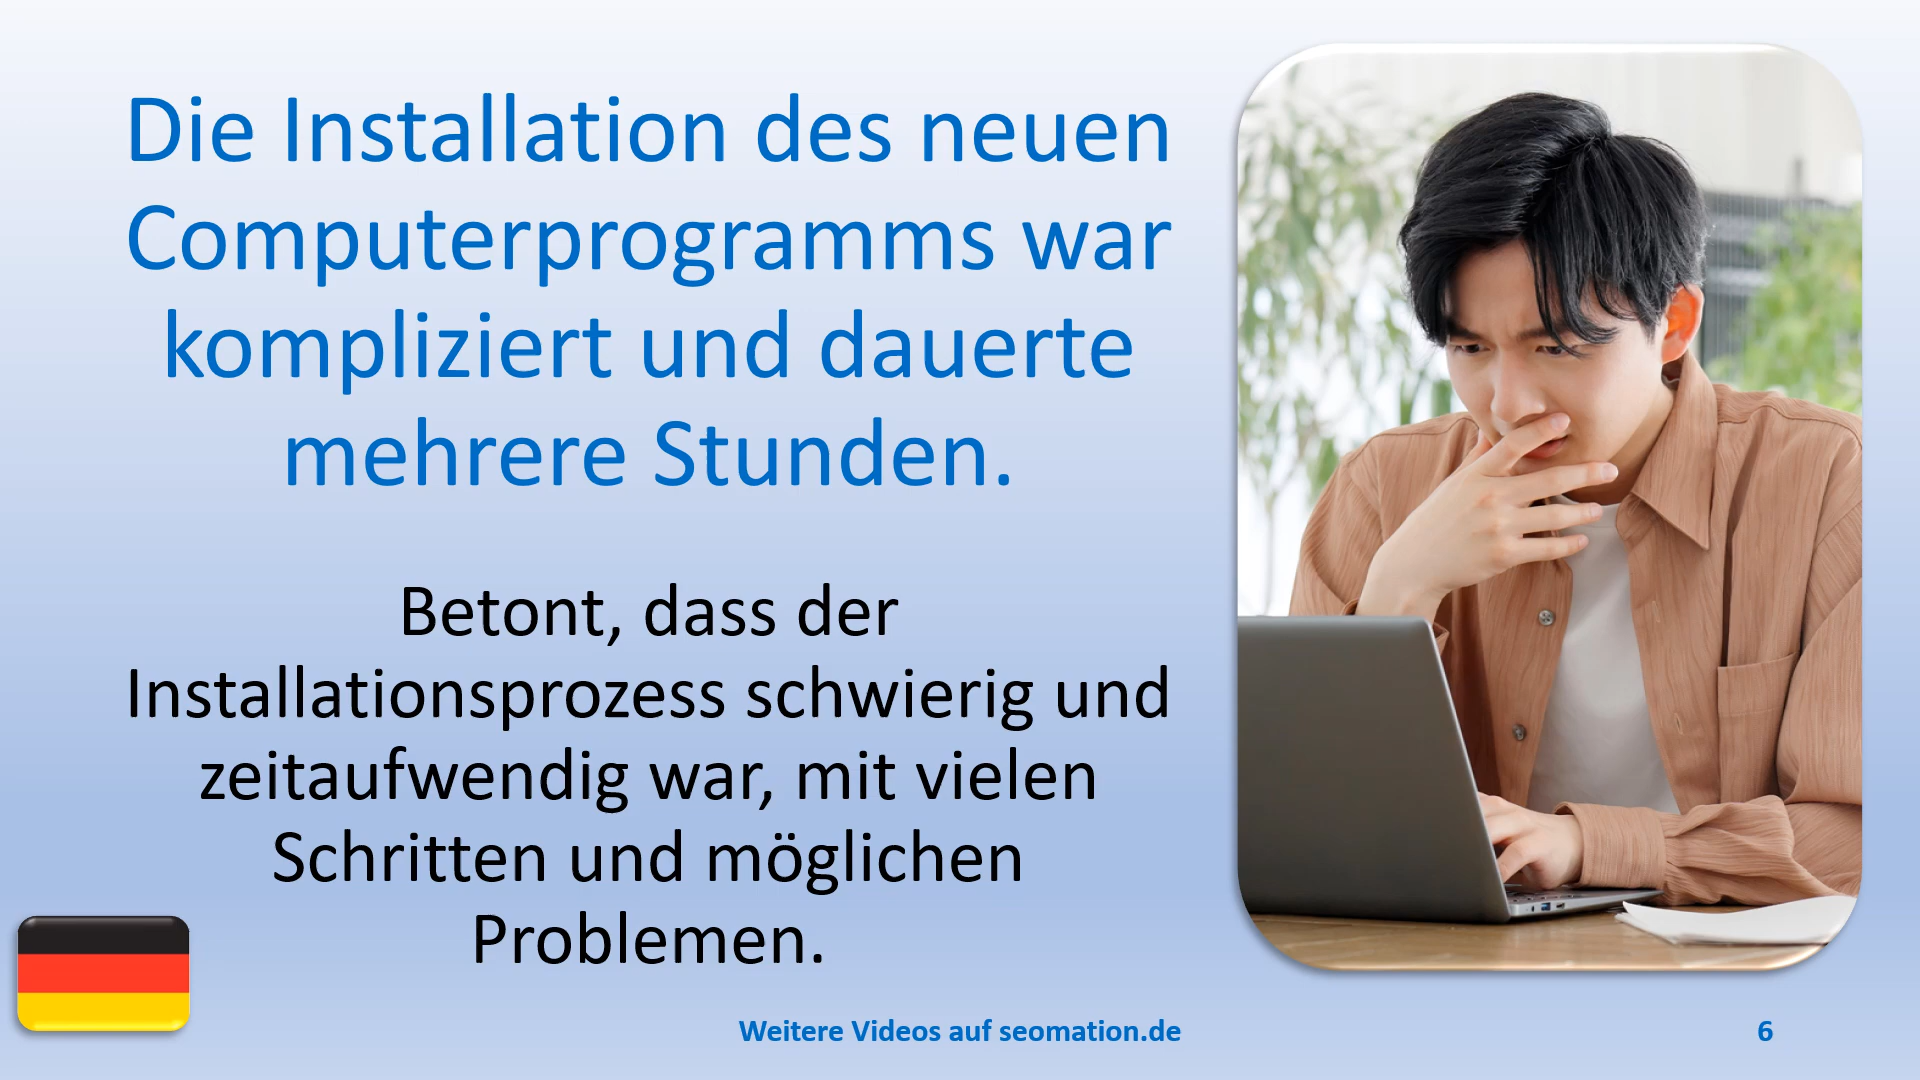 Die Installation des neuen
Computerprogramms war
kompliziert und dauerte
mehrere Stunden.
Betont, dass der
Installationsprozess schwierig und
zeitaufwendig war, mit vielen
Schritten und möglichen
Problemen.
Weitere Videos auf seomation.de
6